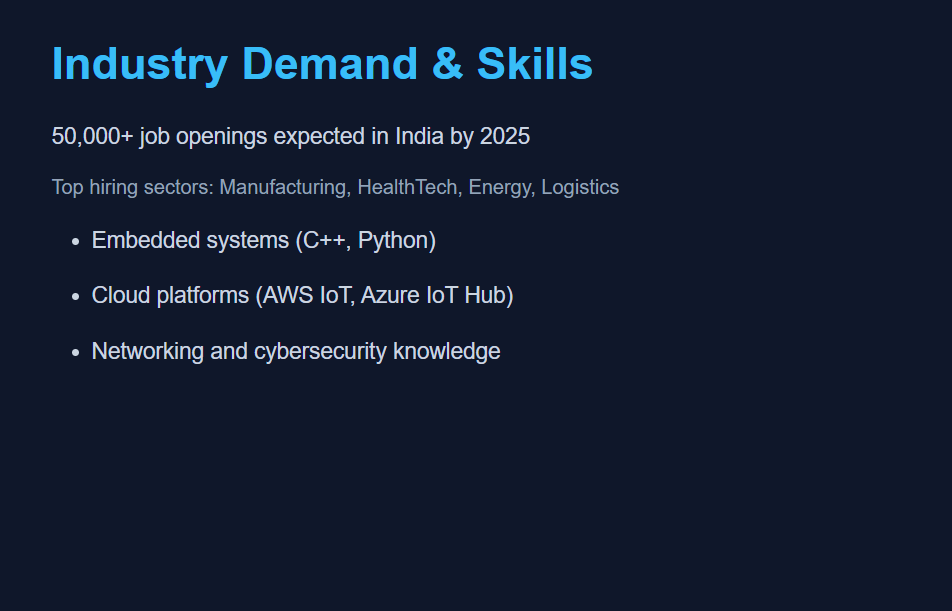 Industry Demand & Skills
50,000+ job openings expected in India by 2025
Top hiring sectors: Manufacturing, HealthTech, Energy, Logistics
• Embedded systems (C++, Python)
• Cloud platforms (AWS IoT, Azure IoT Hub)
• Networking and cybersecurity knowledge